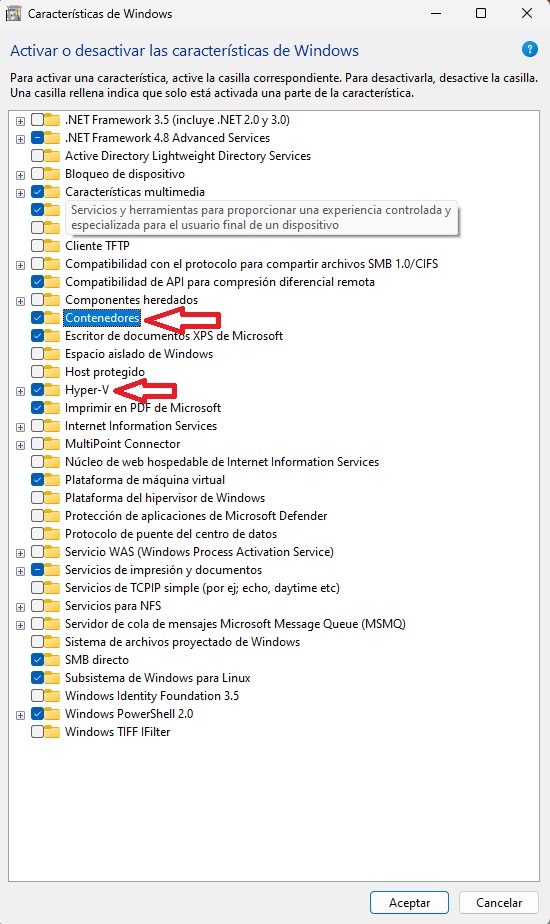 Características de Windows
Activar o desactivar las características de Windows
?
Para activar una característica, active la casilla correspondiente. Para desactivarla, desactive la casilla.
Una casilla rellena indica que solo está activada una parte de la característica.
.NET Framework 3.5 (incluye .NET 2.0 y 3.0)
.NET Framework 4.8 Advanced Services
Active Directory Lightweight Directory Services
Bloqueo de dispositivo
Características multimedia
Servicios y herramientas para proporcionar una experiencia controlada y
especializada para el usuario final de un dispositivo
Cliente TFTP
Compatibilidad con el protocolo para compartir archivos SMB 1.0/CIFS
Compatibilidad de API para compresión diferencial remota
Componentes heredados
Contenedores
Escritor de documentos XPS de Microsoft
Espacio aislado de Windows
Host protegido
Hyper-V
Imprimir en PDF de Microsoft
Internet Information Services
MultiPoint Connector
Núcleo de web hospedable de Internet Information Services
Plataforma de máquina virtual
Plataforma del hipervisor de Windows
Protección de aplicaciones de Microsoft Defender
Protocolo de puente del centro de datos
Servicio WAS (Windows Process Activation Service)
Servicios de impresión y documentos
Servicios de TCPIP simple (por ej; echo, daytime etc)
Servicios para NFS
Servidor de cola de mensajes Microsoft Message Queue (MSMQ)
Sistema de archivos proyectado de Windows
SMB directo
Subsistema de Windows para Linux
Windows Identity Foundation 3.5
Windows PowerShell 2.0
Windows TIFF IFilter
Aceptar
Cancelar